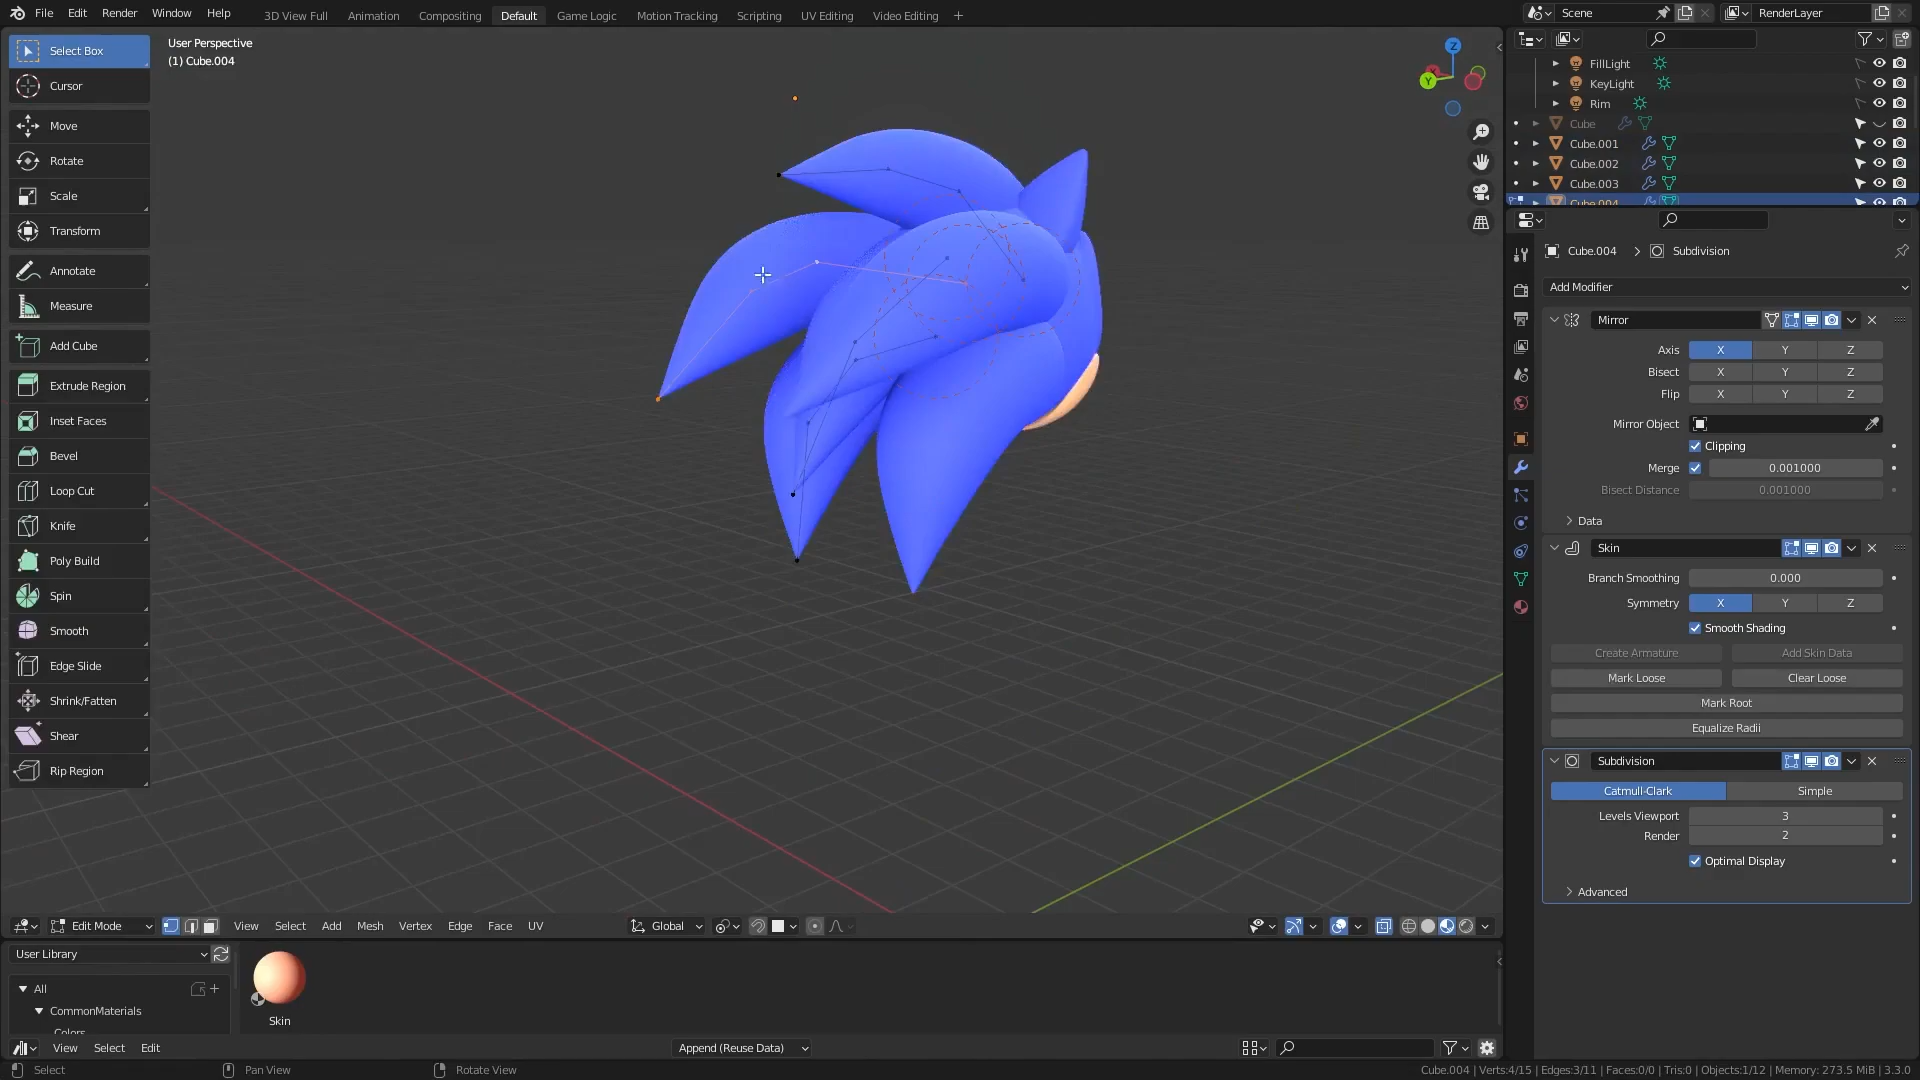 File Edit Render Window Help 3D View Full Animation Compositing Default Game Logic Motion Tracking Scripting UV Editing Video Editing + Scene RenderLayer
Select Box
Cursor
Move
Rotate
Scale
Transform
Annotate
Measure
Add Cube
Extrude Region
Inset Faces
Bevel
Loop Cut
Knife
Poly Build
Spin
Smooth
Edge Slide
Shrink/Fatten
Shear
Rip Region
User Perspective
(1) Cube.004
Z
Y
FillLight
KeyLight
Rim
Cube
Cube.001
Cube.002
Cube.003
Cube.004
Cube.004 > Subdivision
Add Modifier
Mirror
Axis X Y Z
Bisect X Y Z
Flip X Y Z
Mirror Object
Clipping
Merge 0.001000
Bisect Distance 0.001000
Data
Skin
Branch Smoothing 0.000
Symmetry X Y Z
Smooth Shading
Create Armature Add Skin Data
Mark Loose Clear Loose
Mark Root
Equalize Radii
Subdivision
Catmull-Clark Simple
Levels Viewport 3
Render 2
Optimal Display
Advanced
Edit Mode View Select Add Mesh Vertex Edge Face UV Global
User Library
All
CommonMaterials
Colors
Skin
View Select Edit Append (Reuse Data)
Select Pan View Rotate View Cube.004 | Verts:4/15 | Edges:3/11 | Faces:0/0 | Tris:0 | Objects:1/12 | Memory: 273.5 MiB | 3.3.0